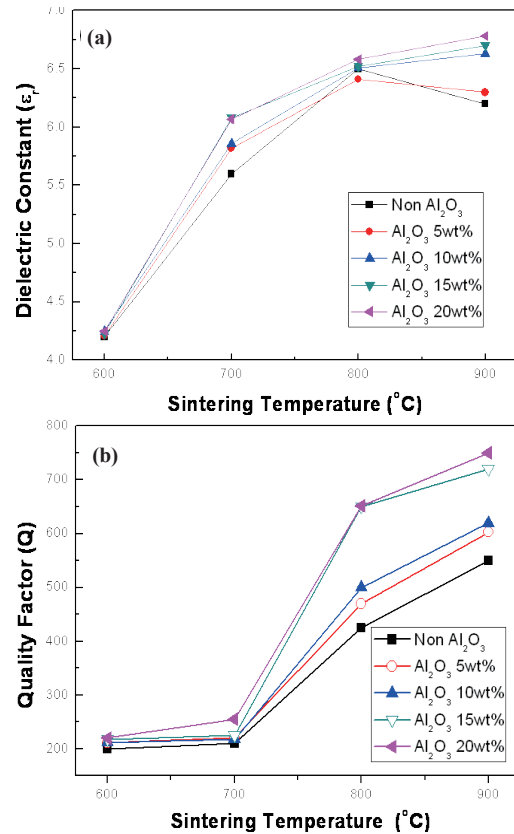 (a)
Dielectric Constant (εᵣ)
7.0
6.5
6.0
5.5
5.0
4.5
4.0
Non Al₂O₃
Al₂O₃ 5wt%
Al₂O₃ 10wt%
Al₂O₃ 15wt%
Al₂O₃ 20wt%
600 700 800 900
Sintering Temperature (°C)
(b)
Quality Factor (Q)
800
700
600
500
400
300
200
Non Al₂O₃
Al₂O₃ 5wt%
Al₂O₃ 10wt%
Al₂O₃ 15wt%
Al₂O₃ 20wt%
600 700 800 900
Sintering Temperature (°C)